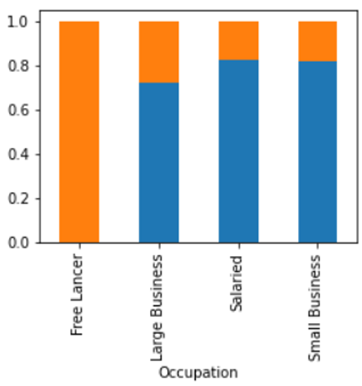 1.0
0.8
0.6
0.4
0.2
0.0
Free Lancer
Large Business
Salaried
Small Business
Occupation